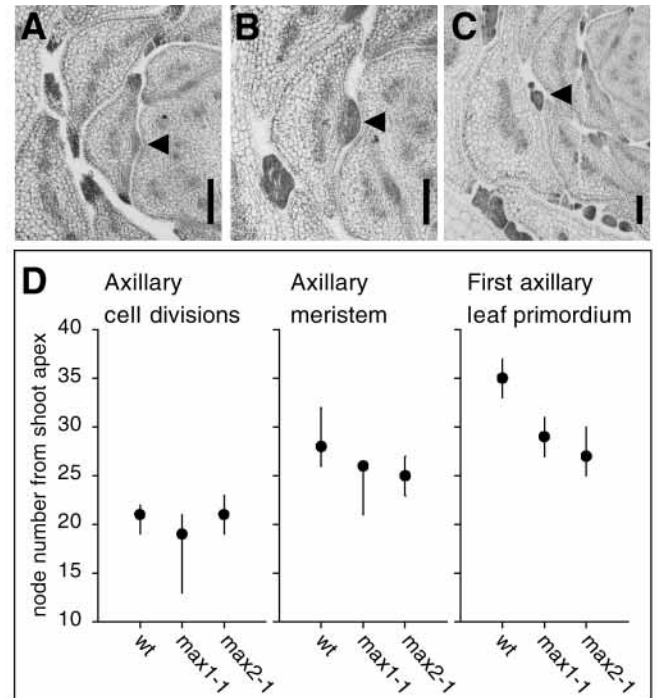 A
B
C
D
Axillary cell divisions
Axillary meristem
First axillary leaf primordium
node number from shoot apex
40
35
30
25
20
15
10
wt
max1-1
max2-1
wt
max1-1
max2-1
wt
max1-1
max2-1